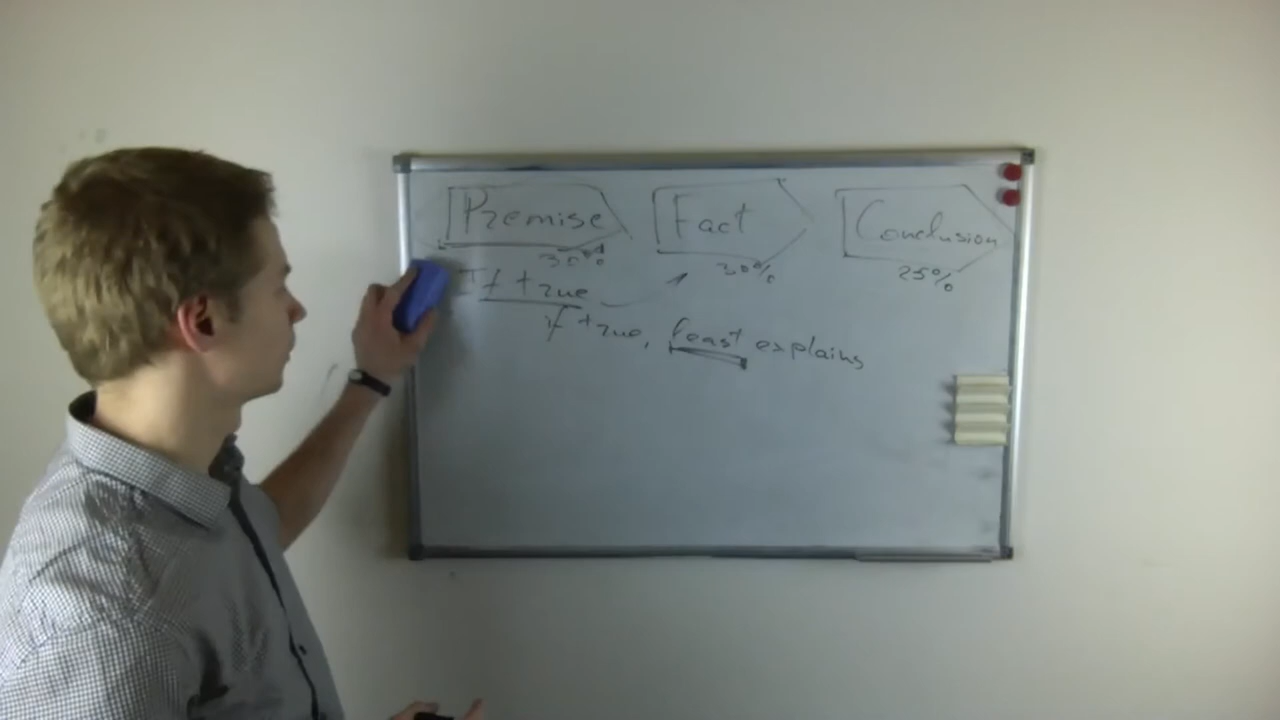 Premise Fact Conclusion
30% 30% 25%
If true
if true, least explains